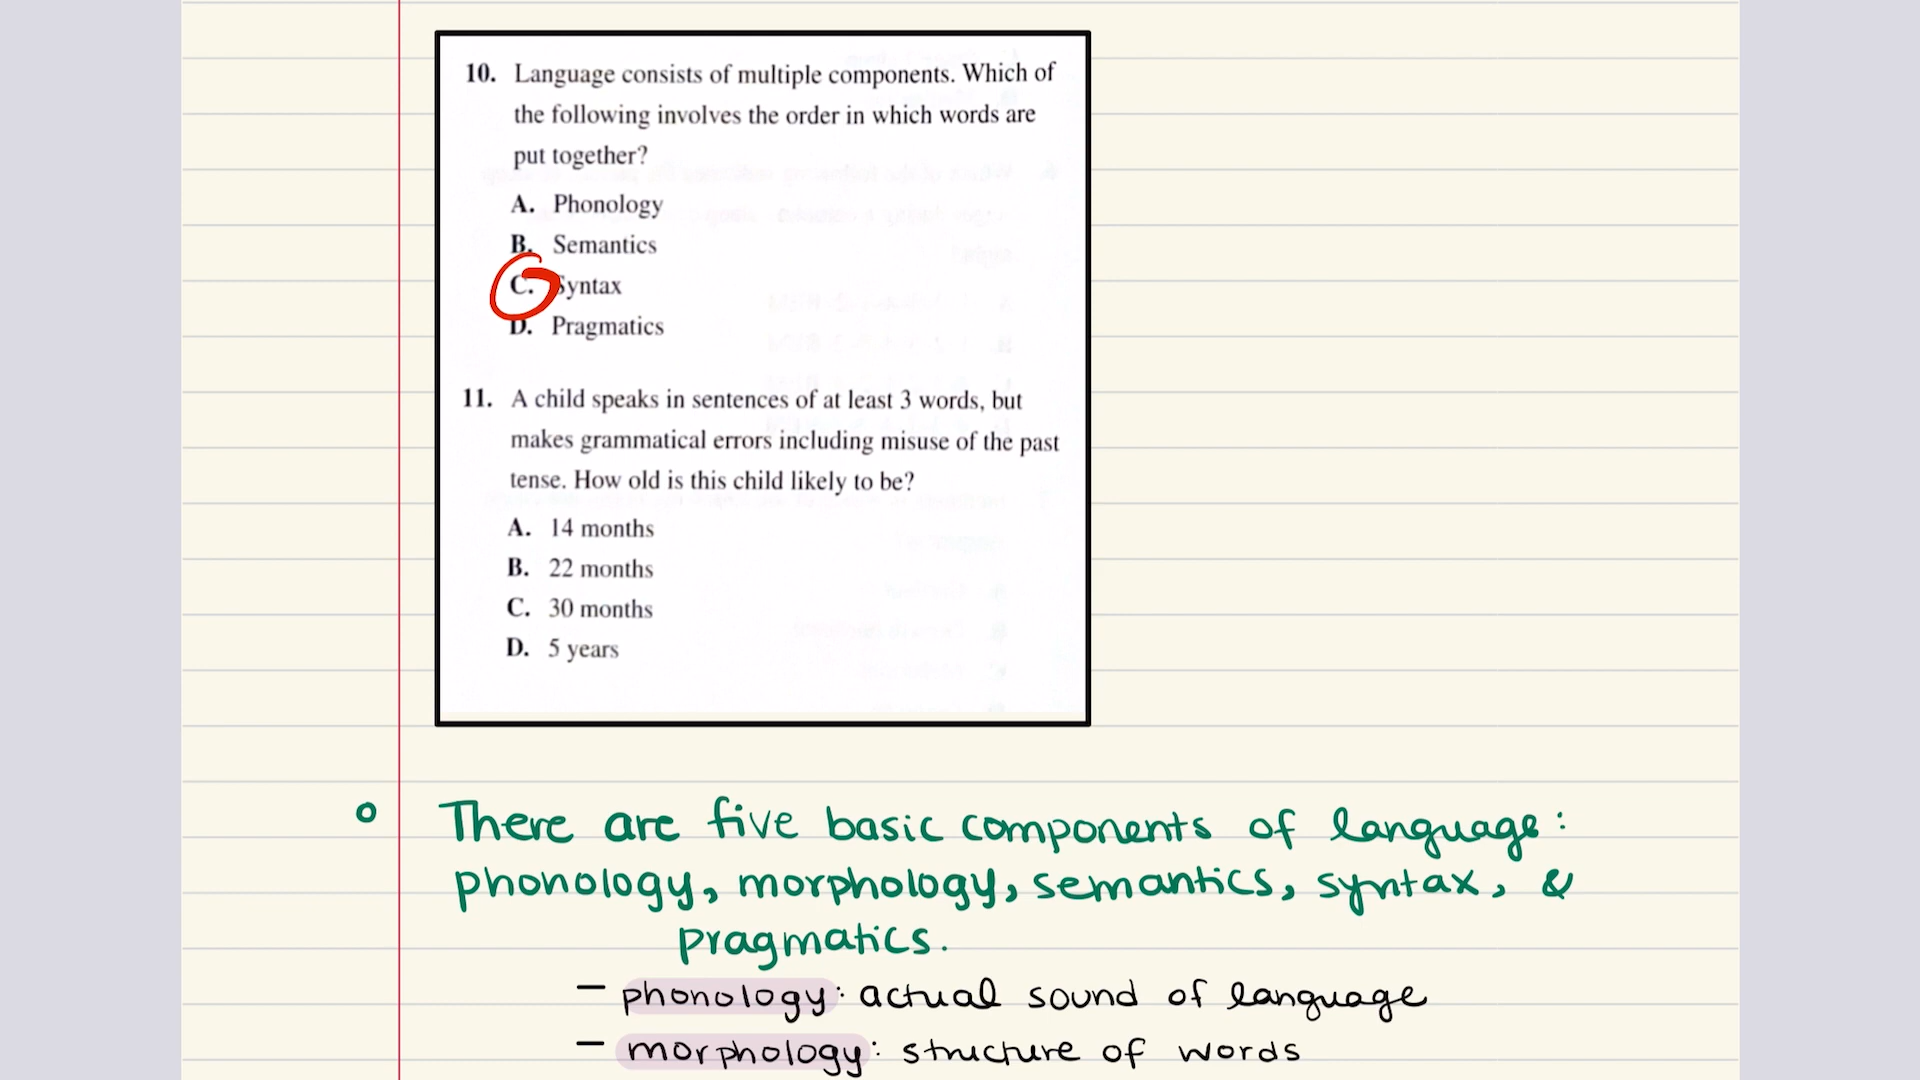 10. Language consists of multiple components. Which of
the following involves the order in which words are
put together?
A. Phonology
B. Semantics
C. Syntax
D. Pragmatics
11. A child speaks in sentences of at least 3 words, but
makes grammatical errors including misuse of the past
tense. How old is this child likely to be?
A. 14 months
B. 22 months
C. 30 months
D. 5 years
There are five basic components of language:
phonology, morphology, semantics, syntax, &
pragmatics.
– phonology: actual sound of language
– morphology: structure of words